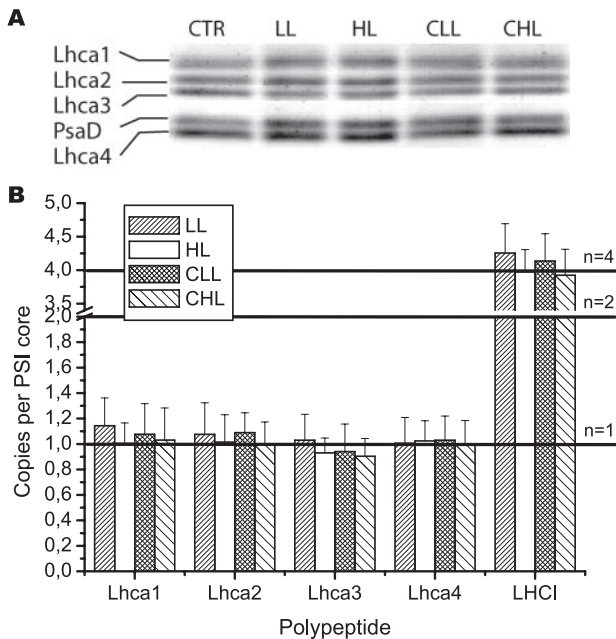 A
CTR LL HL CLL CHL
Lhca1
Lhca2
Lhca3
PsaD
Lhca4
B
5,0
4,5
4,0
3,5
2,0
1,8
1,6
1,4
1,2
1,0
0,8
0,6
0,4
0,2
0,0
Copies per PSI core
LL
HL
CLL
CHL
n=4
n=2
n=1
Lhca1 Lhca2 Lhca3 Lhca4 LHCI
Polypeptide